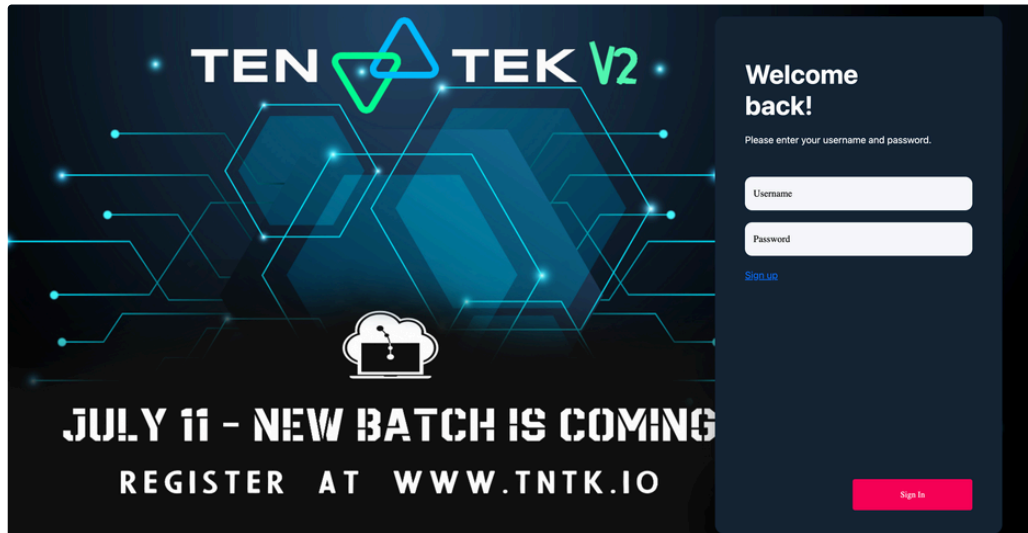 TEN TEK V2
JULY 11 - NEW BATCH IS COMING
REGISTER AT WWW.TNTK.IO
Welcome
back!
Please enter your username and password.
Username
Password
Sign up
Sign In